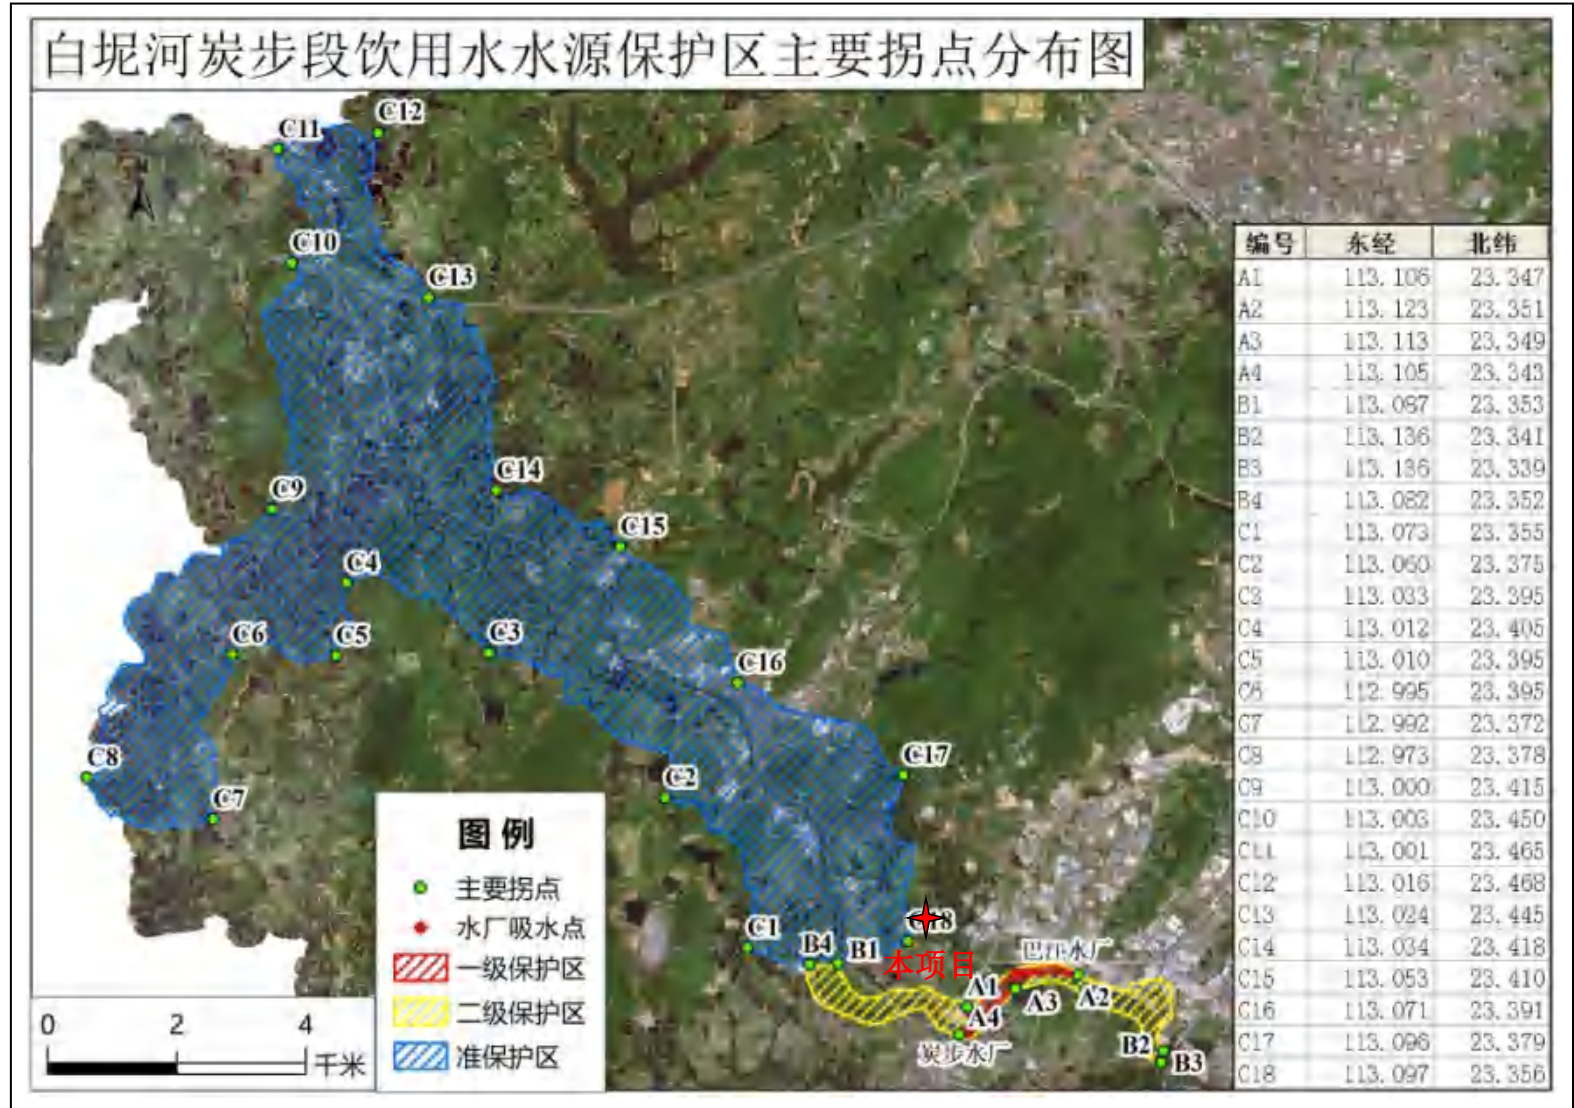 白坭河炭步段饮用水水源保护区主要拐点分布图
C12
C11
C10
C13
C14
C9
C15
C4
C6
C5
C3
C16
C8
C7
C2
C17
C1
B4
B1
C18
本项目
巴江水厂
A1
A3
A2
A4
炭步水厂
B2
B3
图例
主要拐点
水厂吸水点
一级保护区
二级保护区
准保护区
0 2 4
千米
编号 东经 北纬
A1 113.106 23.347
A2 113.123 23.351
A3 113.113 23.349
A4 113.105 23.343
B1 113.087 23.353
B2 113.136 23.341
B3 113.136 23.339
B4 113.082 23.352
C1 113.073 23.355
C2 113.060 23.375
C3 113.033 23.395
C4 113.012 23.405
C5 113.010 23.395
C6 112.995 23.395
C7 112.992 23.372
C8 112.973 23.378
C9 113.000 23.415
C10 113.003 23.450
C11 113.001 23.465
C12 113.016 23.468
C13 113.024 23.445
C14 113.034 23.418
C15 113.053 23.410
C16 113.071 23.391
C17 113.096 23.379
C18 113.097 23.356